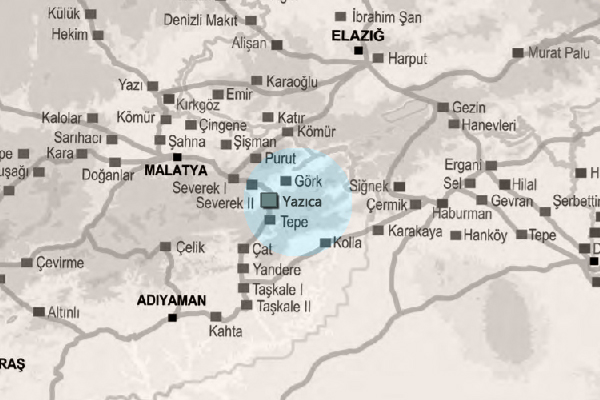 Külük
İbrahim Şan
Denizli Makıt
Hekim
ELAZIĞ
Alişan
Harput
Murat Palu
Yazı
Karaoğlu
Emir
Kırkgöz
Gezin
Kalolar
Kömür
Çingene
Katır
Hanevleri
Kömür
Sarıhacı
Şahna
Şişman
Kara
Purut
Ergani
MALATYA
Doğanlar
Severek I
Görk
Siğnek
Sel
Hilal
Severek II
Yazıca
Çermik
Haburman
Gevran
Şerbettin
Tepe
Karakaya
Hanköy
Tepe
Çelik
Çat
Kolla
Çevirme
Yandere
Taşkale I
ADIYAMAN
Taşkale II
Altınlı
Kahta
RAŞ